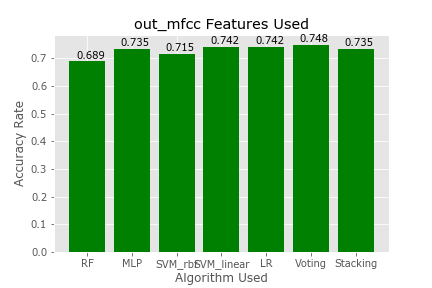 out_mfcc Features Used
0.689 0.735 0.715 0.742 0.742 0.748 0.735
0.7
0.6
0.5
0.4
0.3
0.2
0.1
0.0
Accuracy Rate
RF MLP SVM_rbf SVM_linear LR Voting Stacking
Algorithm Used